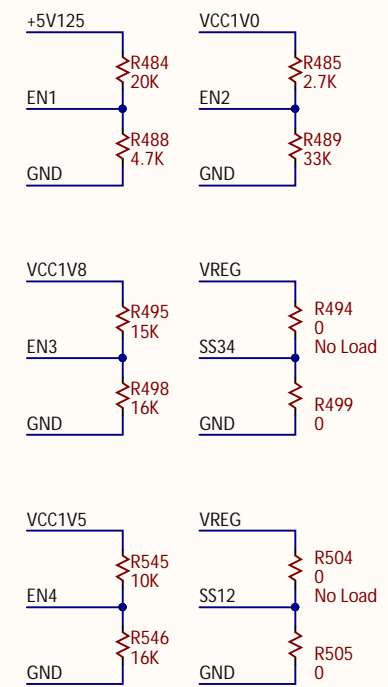 +5V125
R484
20K
EN1
R488
4.7K
GND
VCC1V0
R485
2.7K
EN2
R489
33K
GND
VCC1V8
R495
15K
EN3
R498
16K
GND
VREG
R494
0
No Load
SS34
R499
0
GND
VCC1V5
R545
10K
EN4
R546
16K
GND
VREG
R504
0
No Load
SS12
R505
0
GND